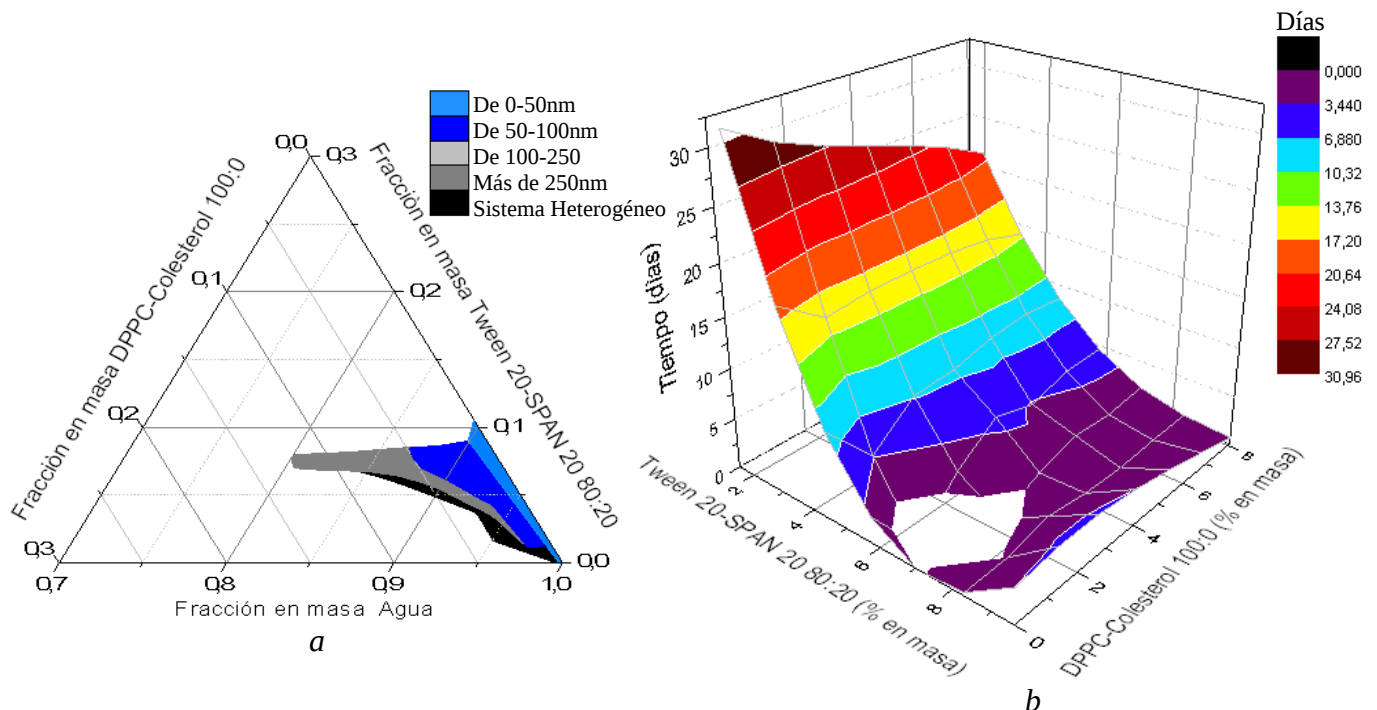 De 0-50nm
De 50-100nm
De 100-250
Más de 250nm
Sistema Heterogéneo
Fracción en masa DPPC-Colesterol 100:0
0,0
0,1
0,2
0,3
Fracción en masa Tween 20-SPAN 20 80:20
0,3
0,2
0,1
0,0
0,7
0,8
0,9
1,0
Fracción en masa Agua
a
Días
0,000
3,440
6,880
10,32
13,76
17,20
20,64
24,08
27,52
30,96
Tiempo (días)
30
25
20
15
10
5
0
2
4
6
8
Tween 20-SPAN 20 80:20 (% en masa)
0
2
4
6
8
DPPC-Colesterol 100:0 (% en masa)
b